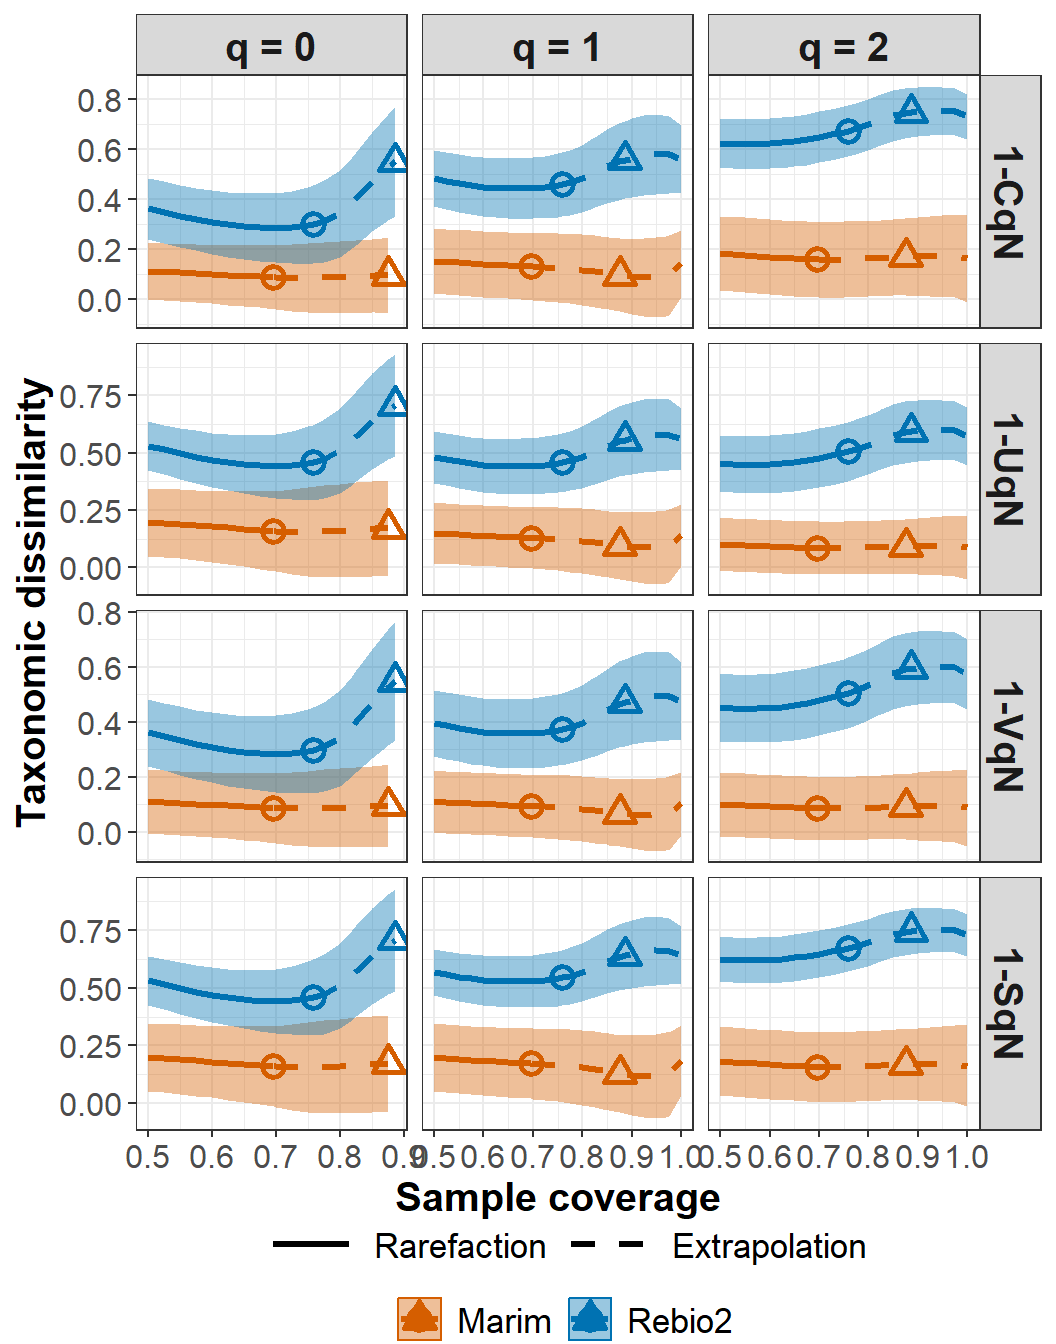 q = 0 q = 1 q = 2
0.8
0.6
0.4
0.2
0.0
1-CqN
0.75
0.50
0.25
0.00
1-UqN
0.8
0.6
0.4
0.2
0.0
1-VqN
0.75
0.50
0.25
0.00
1-SqN
Taxonomic dissimilarity
0.5 0.6 0.7 0.8 0.9 0.5 0.6 0.7 0.8 0.9 1.0 0.5 0.6 0.7 0.8 0.9 1.0
Sample coverage
Rarefaction Extrapolation
Marim Rebio2